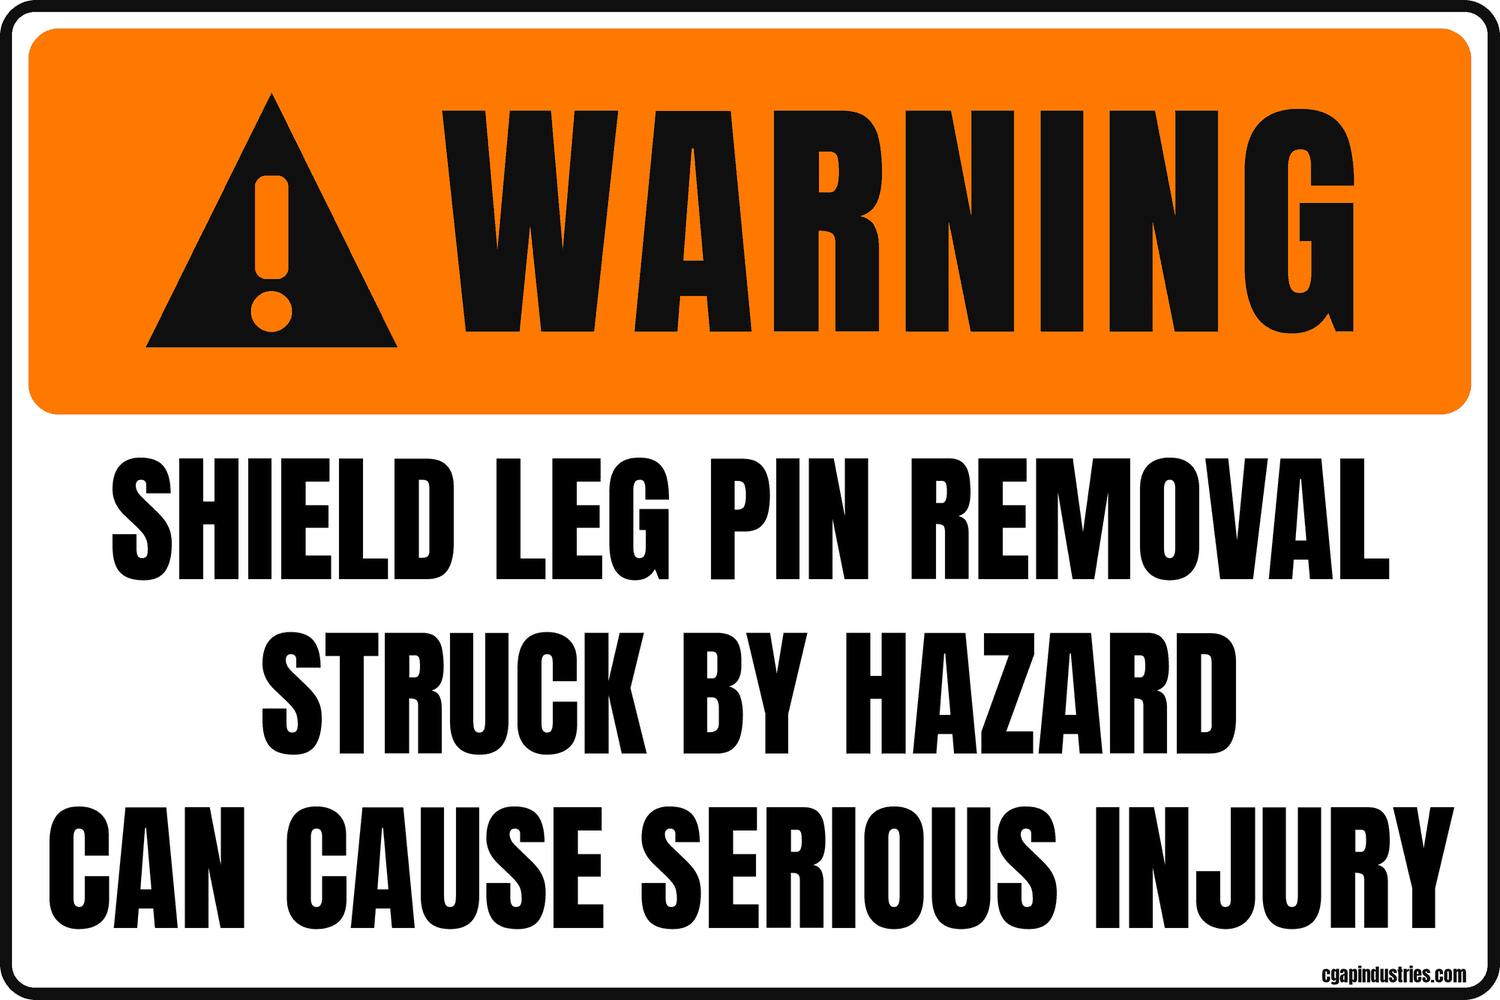 WARNING
SHIELD LEG PIN REMOVAL
STRUCK BY HAZARD
CAN CAUSE SERIOUS INJURY
cgapindustries.com